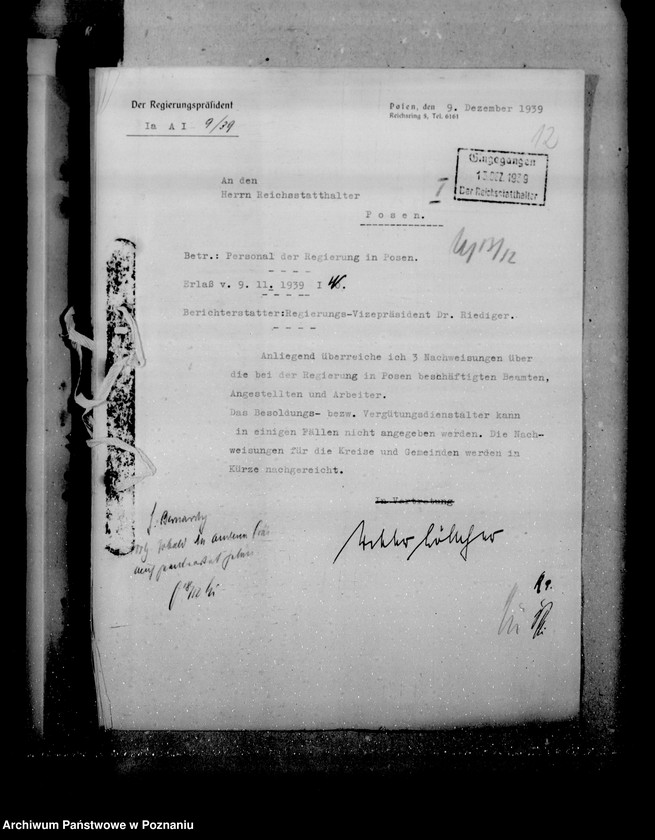 Der Regierungspräsident
Ia A I 9/39
Posen, den 9. Dezember 1939
Reichsring 5, Tel. 6161
12
Eingegangen
13 DEZ. 1939
Der Reichsstatthalter
I
An den
Herrn Reichsstatthalter
Posen.
13/12
Betr.: Personal der Regierung in Posen.
Erlaß v. 9. 11. 1939 I
Berichterstatter:Regierungs-Vizepräsident Dr. Riediger.
Anliegend überreiche ich 3 Nachweisungen über
die bei der Regierung in Posen beschäftigten Beamten,
Angestellten und Arbeiter.
Das Besoldungs- bezw. Vergütungsdienstalter kann
in einigen Fällen nicht angegeben werden. Die Nach-
weisungen für die Kreise und Gemeinden werden in
Kürze nachgereicht.
In Vertretung
Archiwum Państwowe w Poznaniu